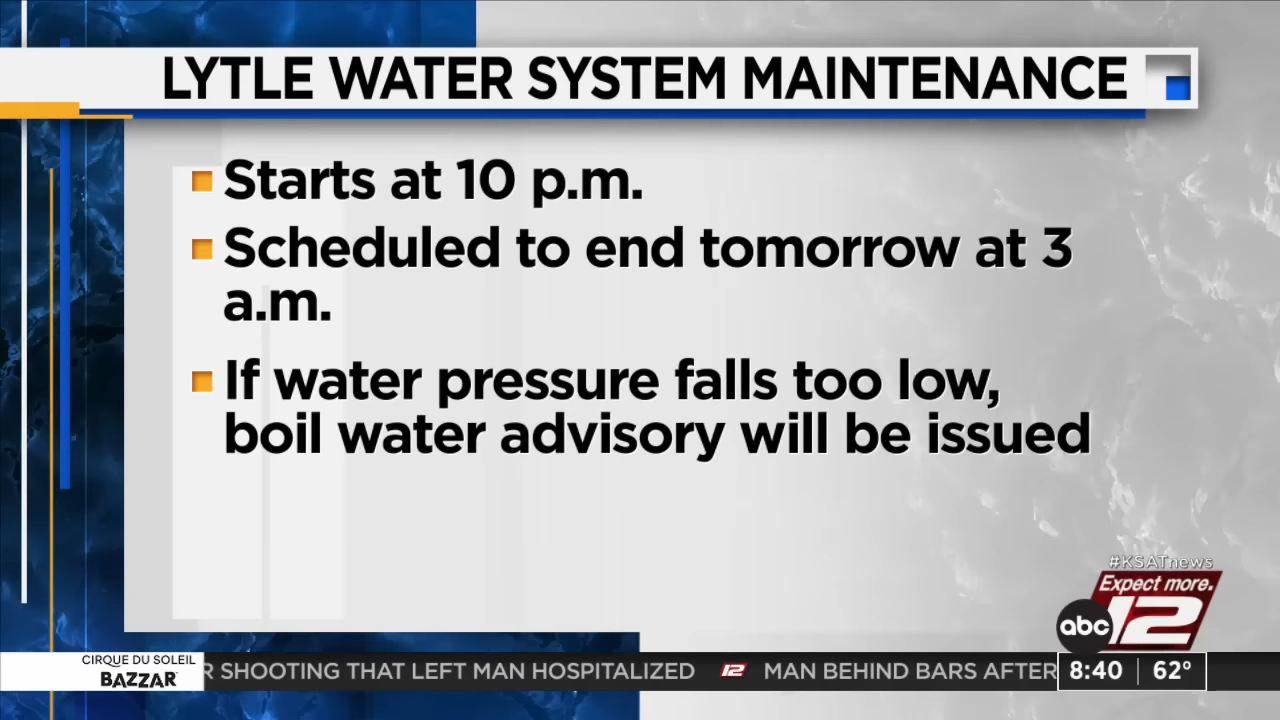 LYTLE WATER SYSTEM MAINTENANCE
Starts at 10 p.m.
Scheduled to end tomorrow at 3
a.m.
If water pressure falls too low,
boil water advisory will be issued
#KSATnews
Expect more.
abc 12
CIRQUE DU SOLEIL
BAZZAR
R SHOOTING THAT LEFT MAN HOSPITALIZED 12 MAN BEHIND BARS AFTER
8:40 62°